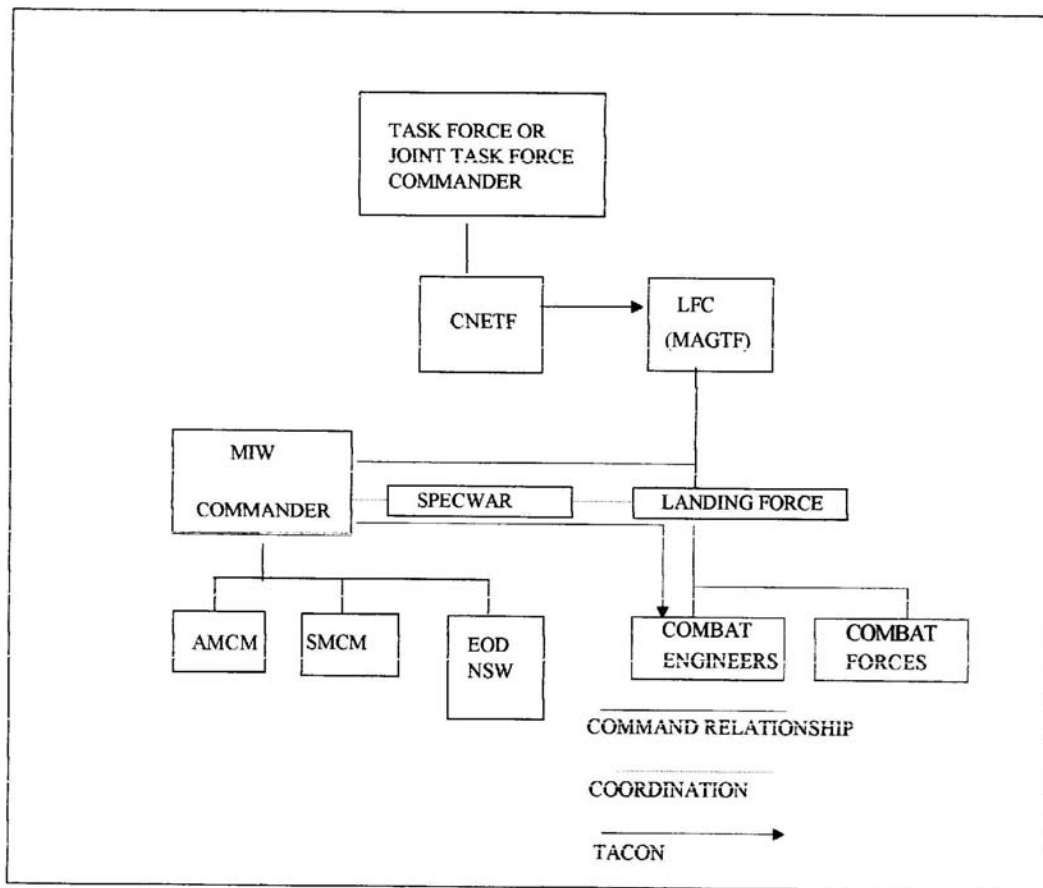 TASK FORCE OR
JOINT TASK FORCE
COMMANDER
CNETF
LFC
(MAGTF)
MIW
COMMANDER
SPECWAR
LANDING FORCE
AMCM
SMCM
EOD
NSW
COMBAT
ENGINEERS
COMBAT
FORCES
COMMAND RELATIONSHIP
COORDINATION
TACON